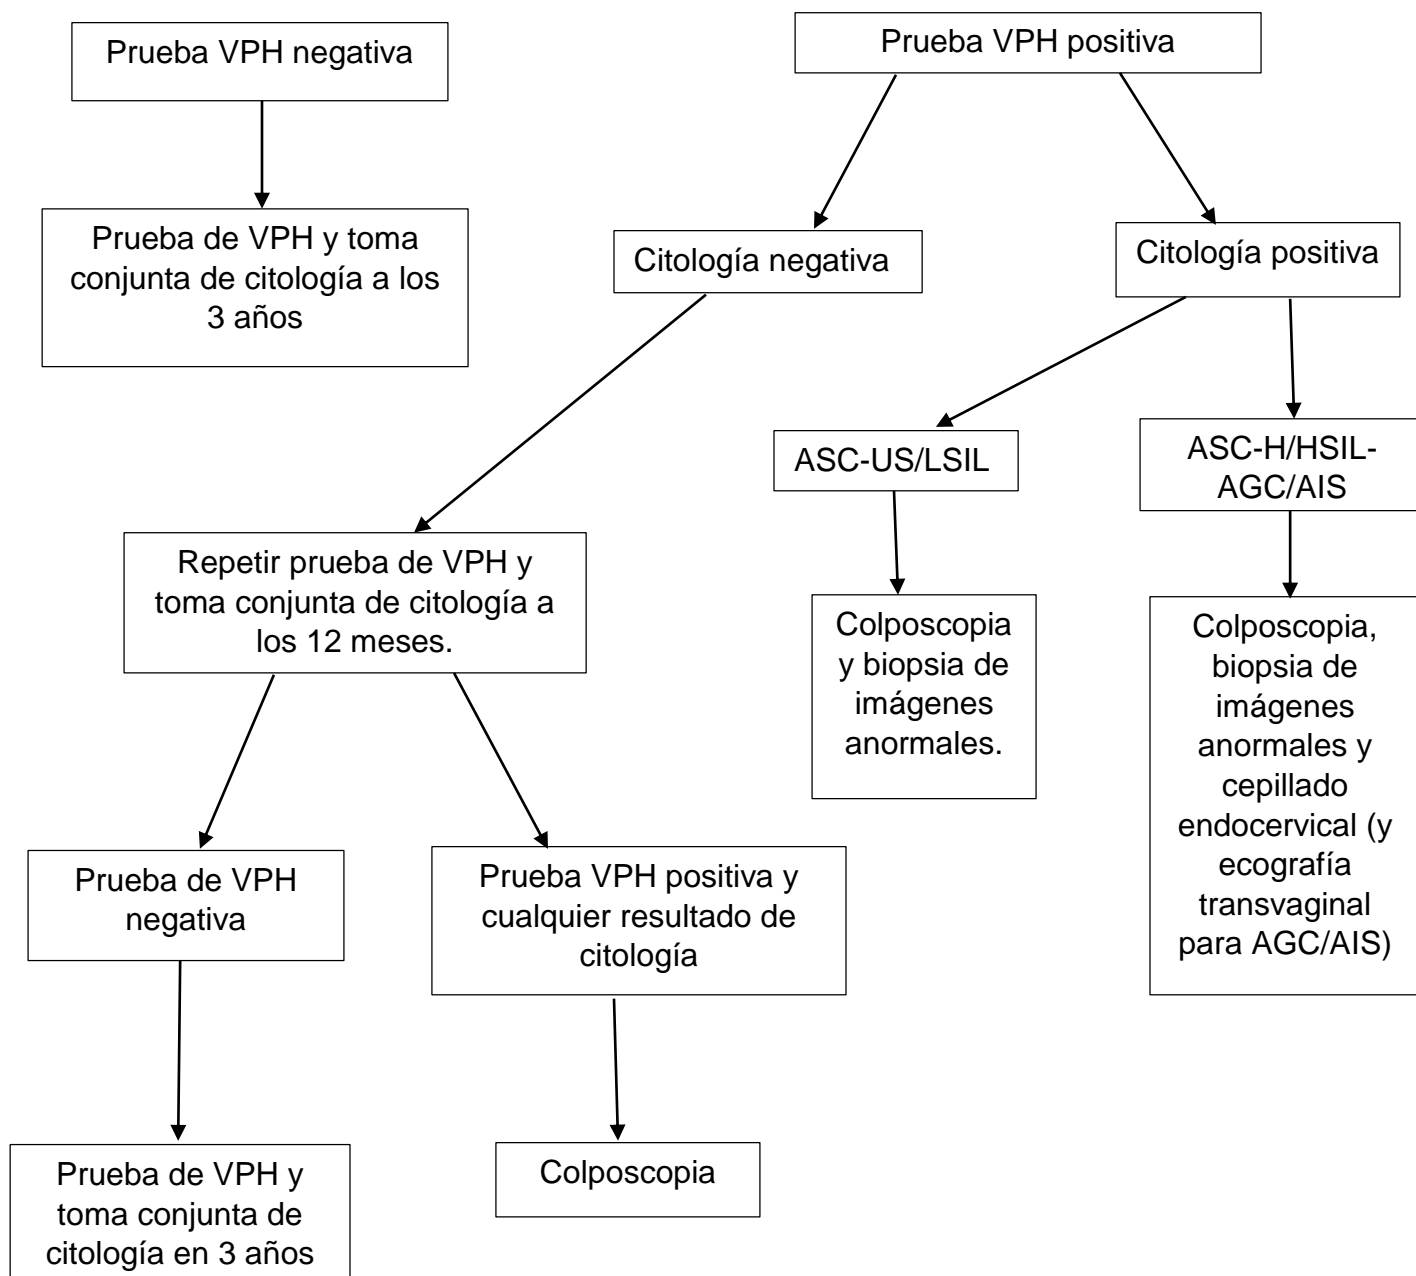 Prueba VPH negativa
Prueba VPH positiva
Prueba de VPH y toma
conjunta de citología a los
3 años
Citología negativa
Citología positiva
ASC-US/LSIL
ASC-H/HSIL-
AGC/AIS
Repetir prueba de VPH y
toma conjunta de citología a
los 12 meses.
Colposcopia
y biopsia de
imágenes
anormales.
Colposcopia,
biopsia de
imágenes
anormales y
cepillado
endocervical (y
ecografía
transvaginal
para AGC/AIS)
Prueba de VPH
negativa
Prueba VPH positiva y
cualquier resultado de
citología
Prueba de VPH y
toma conjunta de
citología en 3 años
Colposcopia